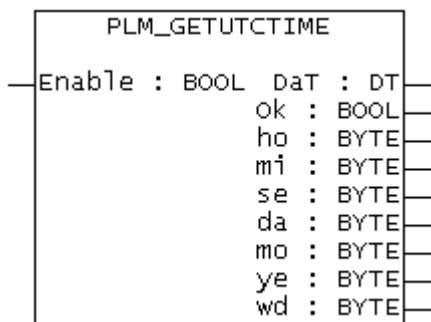 PLM_GETUTCTIME
Enable : BOOL DaT : DT
Ok : BOOL
ho : BYTE
mi : BYTE
se : BYTE
da : BYTE
mo : BYTE
ye : BYTE
wd : BYTE